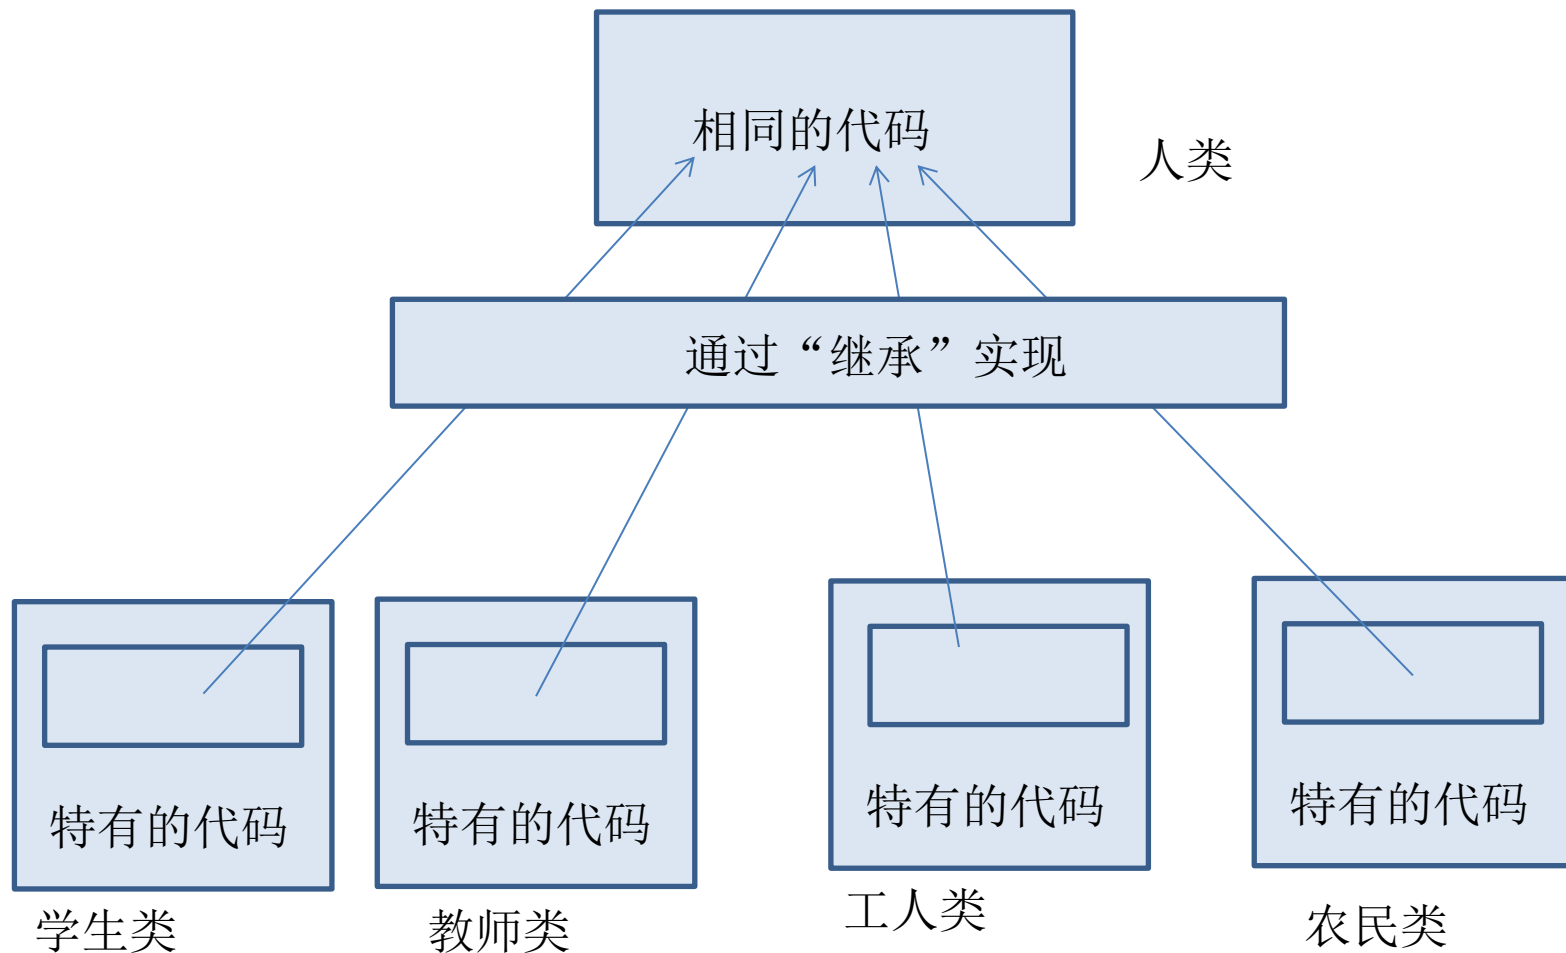 相同的代码
人类
通过“继承”实现
特有的代码
特有的代码
特有的代码
特有的代码
学生类
教师类
工人类
农民类